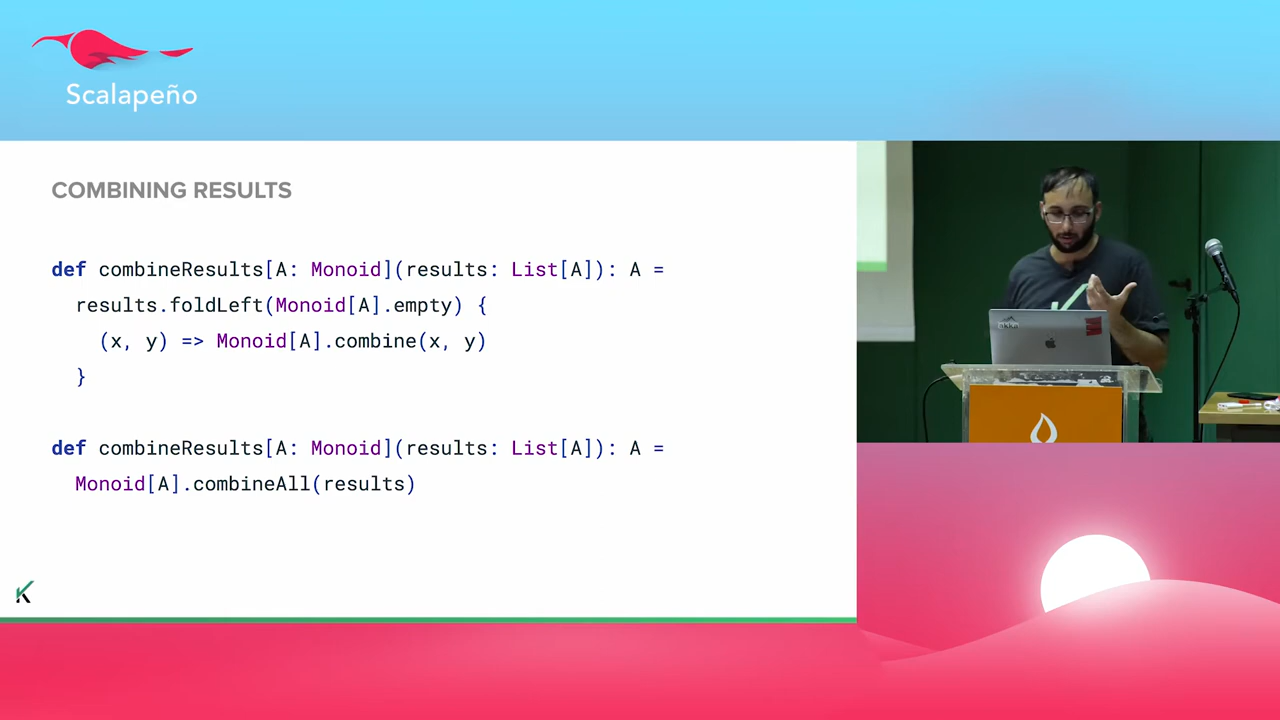 Scalapeño
COMBINING RESULTS
def combineResults[A: Monoid](results: List[A]): A =
results.foldLeft(Monoid[A].empty) {
(x, y) => Monoid[A].combine(x, y)
}
def combineResults[A: Monoid](results: List[A]): A =
Monoid[A].combineAll(results)
K
akka